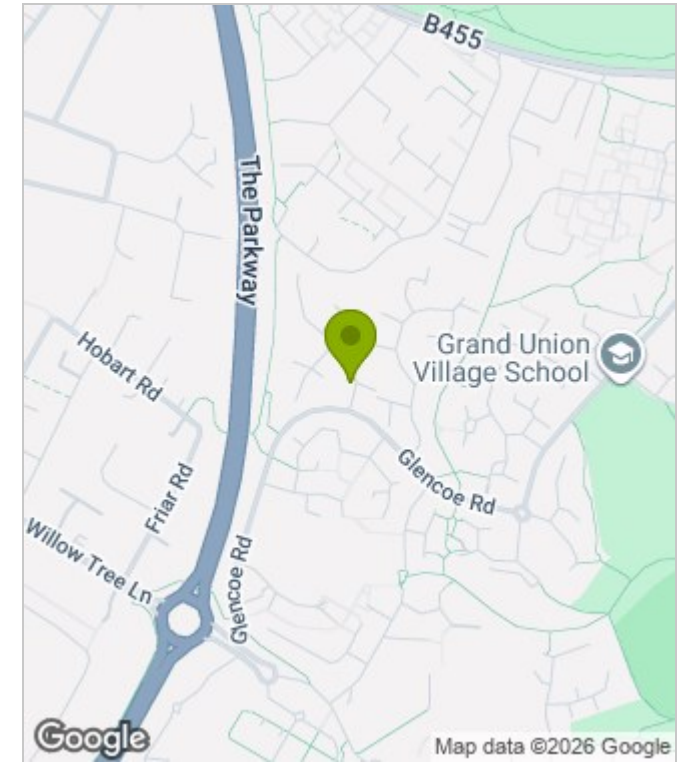 B455
The Parkway
Hobart Rd
Grand Union
Village School
Glencoe Rd
Friar Rd
Willow Tree Ln
Glencoe Rd
Google
Map data ©2026 Google